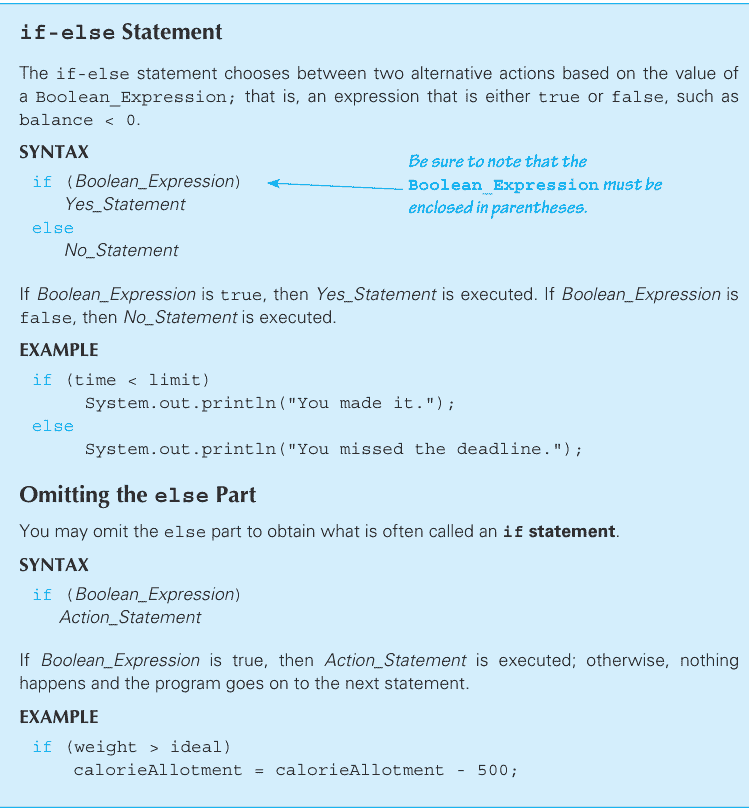 if-else Statement
The if-else statement chooses between two alternative actions based on the value of
a Boolean_Expression; that is, an expression that is either true or false, such as
balance < 0.
SYNTAX
if (Boolean_Expression)
Yes_Statement
else
No_Statement
Be sure to note that the
Boolean_Expression must be
enclosed in parentheses.
If Boolean_Expression is true, then Yes_Statement is executed. If Boolean_Expression is
false, then No_Statement is executed.
EXAMPLE
if (time < limit)
System.out.println("You made it.");
else
System.out.println("You missed the deadline.");
Omitting the else Part
You may omit the else part to obtain what is often called an if statement.
SYNTAX
if (Boolean_Expression)
Action_Statement
If Boolean_Expression is true, then Action_Statement is executed; otherwise, nothing
happens and the program goes on to the next statement.
EXAMPLE
if (weight > ideal)
calorieAllotment = calorieAllotment - 500;